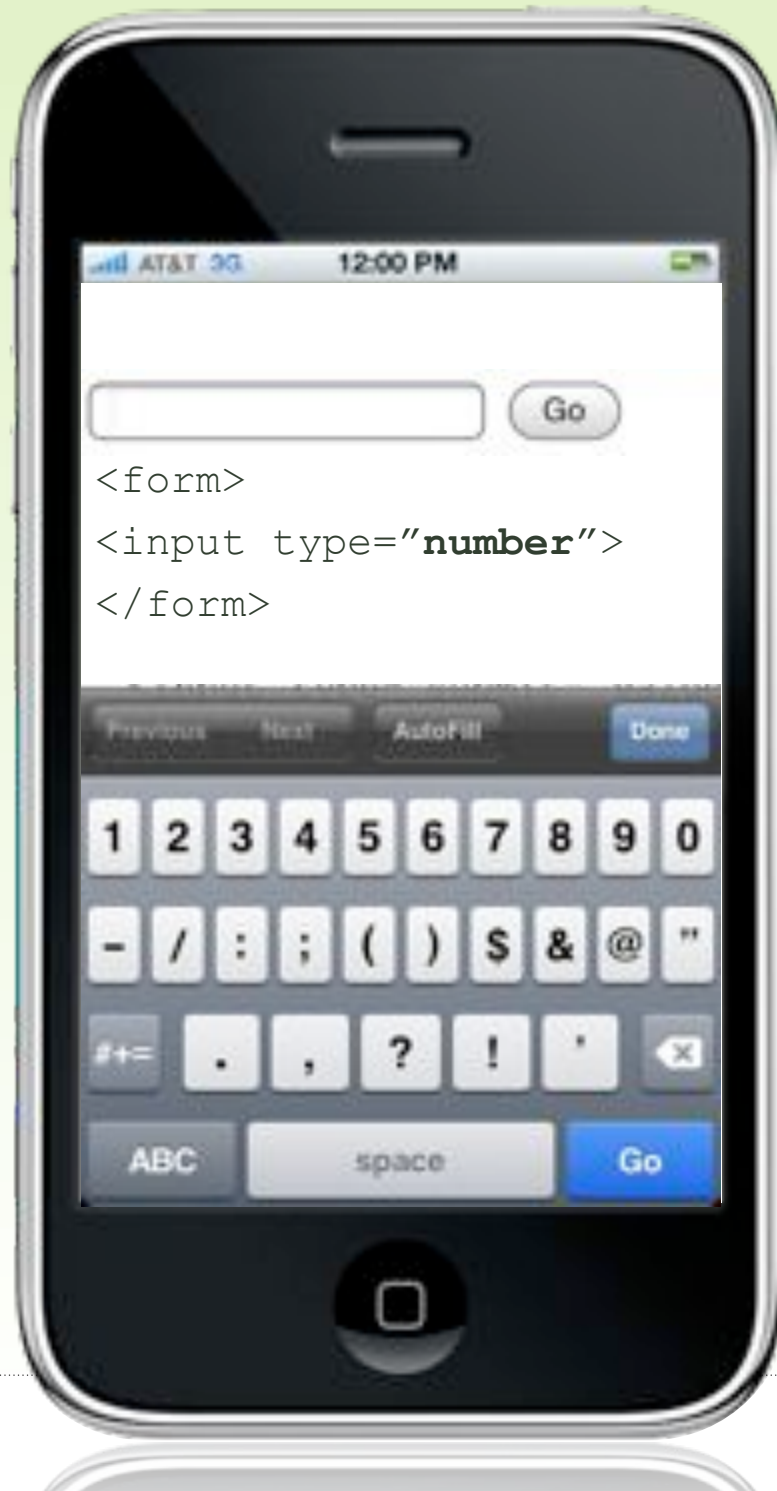 AT&T 3G 12:00 PM
Go
<form>
<input type=”number”>
</form>
Previous Next AutoFill Done
1 2 3 4 5 6 7 8 9 0
- / : ; ( ) $ & @ "
#+= . , ? ! '
ABC space Go